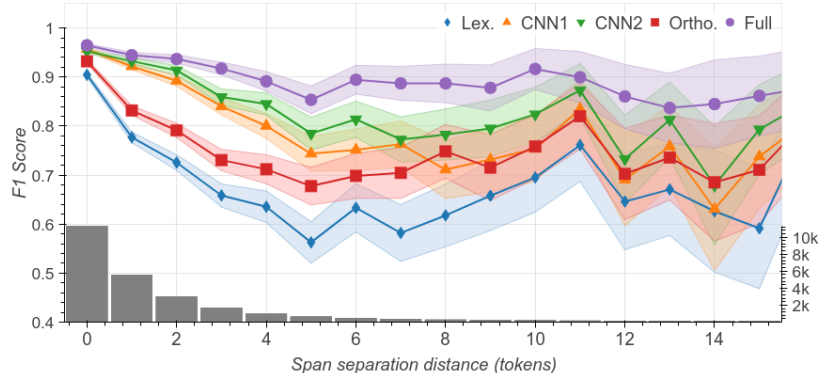 Lex. CNN1 CNN2 Ortho. Full
1
0.9
0.8
0.7
0.6
0.5
0.4
F1 Score
10k
8k
6k
4k
2k
0 2 4 6 8 10 12 14
Span separation distance (tokens)